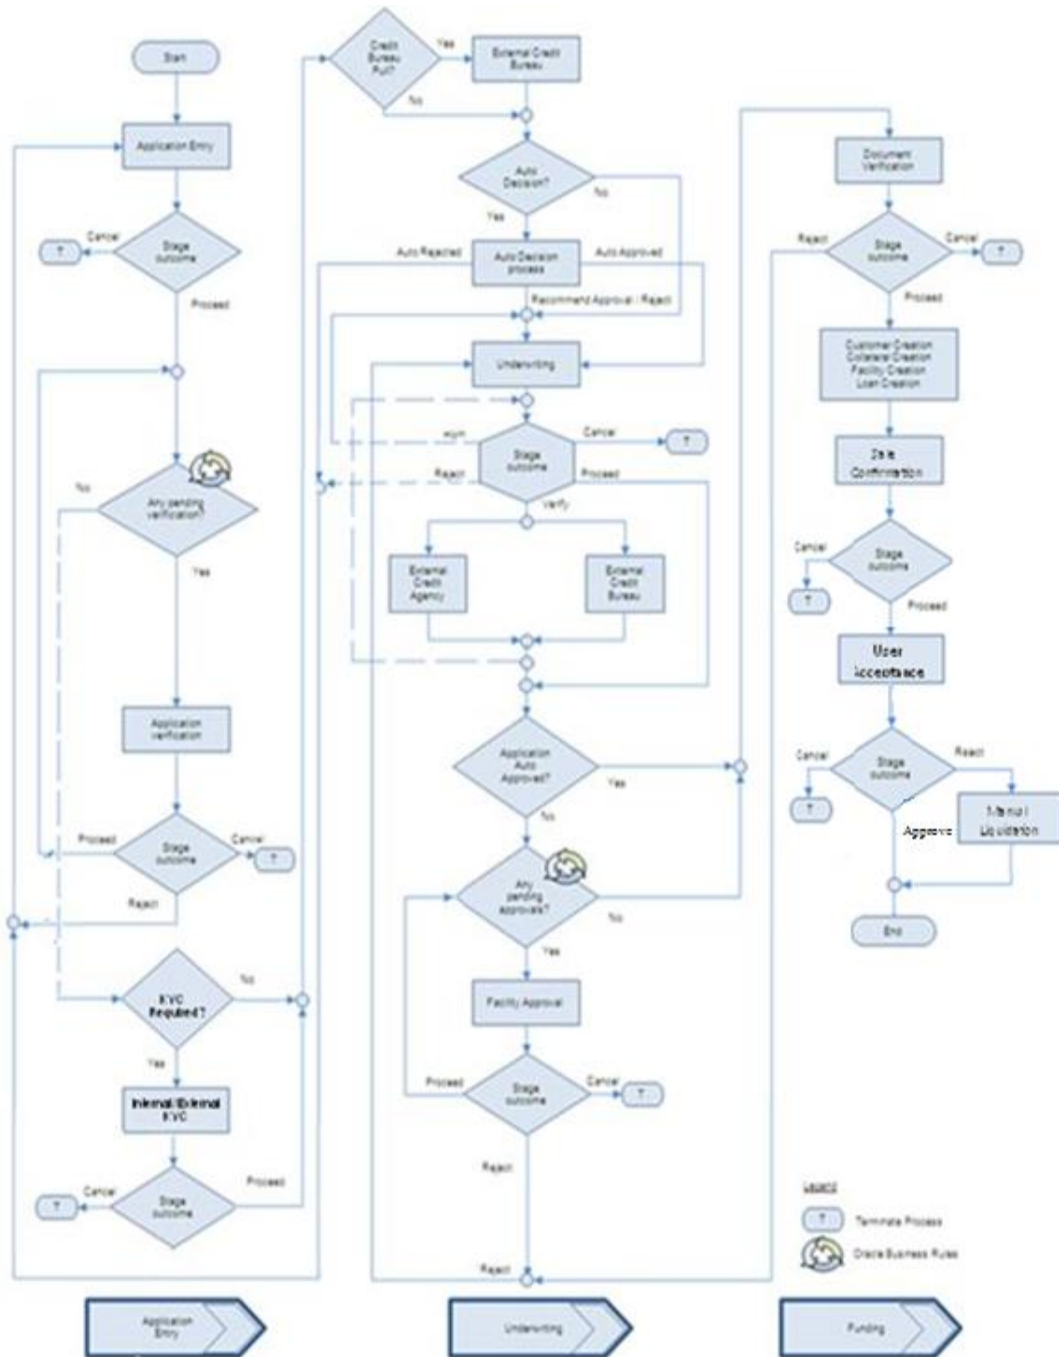 Start
Application Entry
Stage
outcome
Cancel
T
Proceed
Any pending
verification?
No
Yes
Application
verification
Stage
outcome
Proceed
Cancel
T
Reject
KYC
Required?
No
Yes
Internal/External
KYC
Stage
outcome
Cancel
T
Proceed
Application
Entry
Credit
Bureau
Pull?
Yes
No
External Credit
Bureau
Auto
Decision?
No
Yes
Auto Rejected
Auto Decision
process
Auto Approved
Recommend Approval / Reject
Underwriting
Stage
outcome
Cancel
T
Reject
Proceed
Verify
External
Credit
Agency
External
Credit
Bureau
Application
Auto
Approved?
Yes
No
Any
pending
approvals?
No
Yes
Facility Approval
Stage
outcome
Proceed
Cancel
T
Reject
Reject
Underwriting
Document
Verification
Stage
outcome
Reject
Cancel
T
Proceed
Customer Creation
Collateral Creation
Facility Creation
Loan Creation
Sale
Confirmation
Stage
outcome
Cancel
T
Proceed
User
Acceptance
Stage
outcome
Cancel
T
Reject
Approve
Manual
Liquidation
End
Legend
T
Terminate Process
Oracle Business Rules
Funding